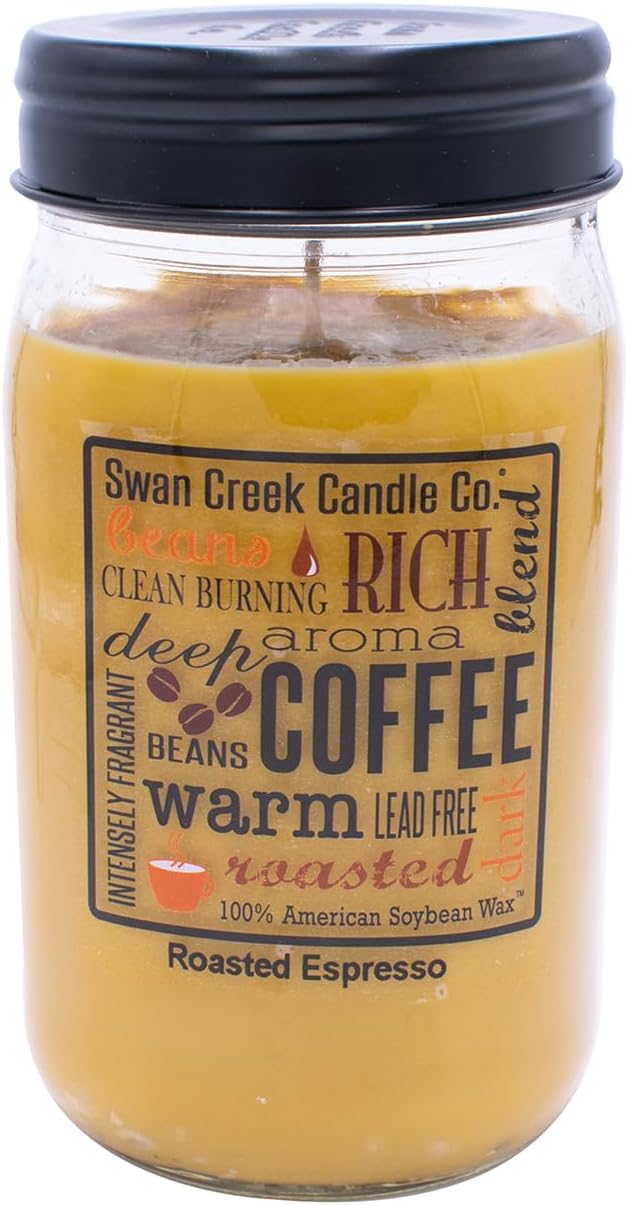 Swan Creek Candle Co.®
beans
RICH
blend
CLEAN BURNING
deep
aroma
INTENSELY FRAGRANT
BEANS
COFFEE
warm
LEAD FREE
dark
roasted
100% American Soybean Wax™
Roasted Espresso